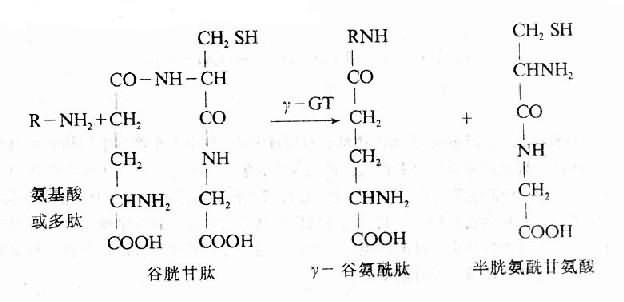 CH₂ SH
CO－NH－CH
R－NH₂+CH₂
CO
CH₂
NH
CHNH₂
CH₂
COOH
COOH
氨基酸
或多肽
谷胱甘肽
γ－GT
RNH
CO
CH₂
CH₂
CHNH₂
COOH
γ－谷氨酰肽
+
CH₂ SH
CHNH₂
CO
NH
CH₂
COOH
半胱氨酰甘氨酸